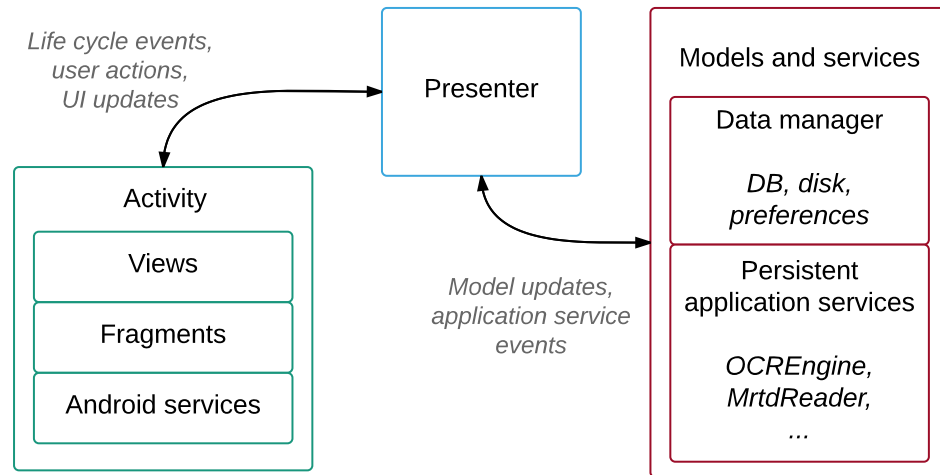 Life cycle events,
user actions,
UI updates
Presenter
Models and services
Data manager
DB, disk,
preferences
Activity
Views
Fragments
Android services
Model updates,
application service
events
Persistent
application services
OCREngine,
MrtdReader,
...